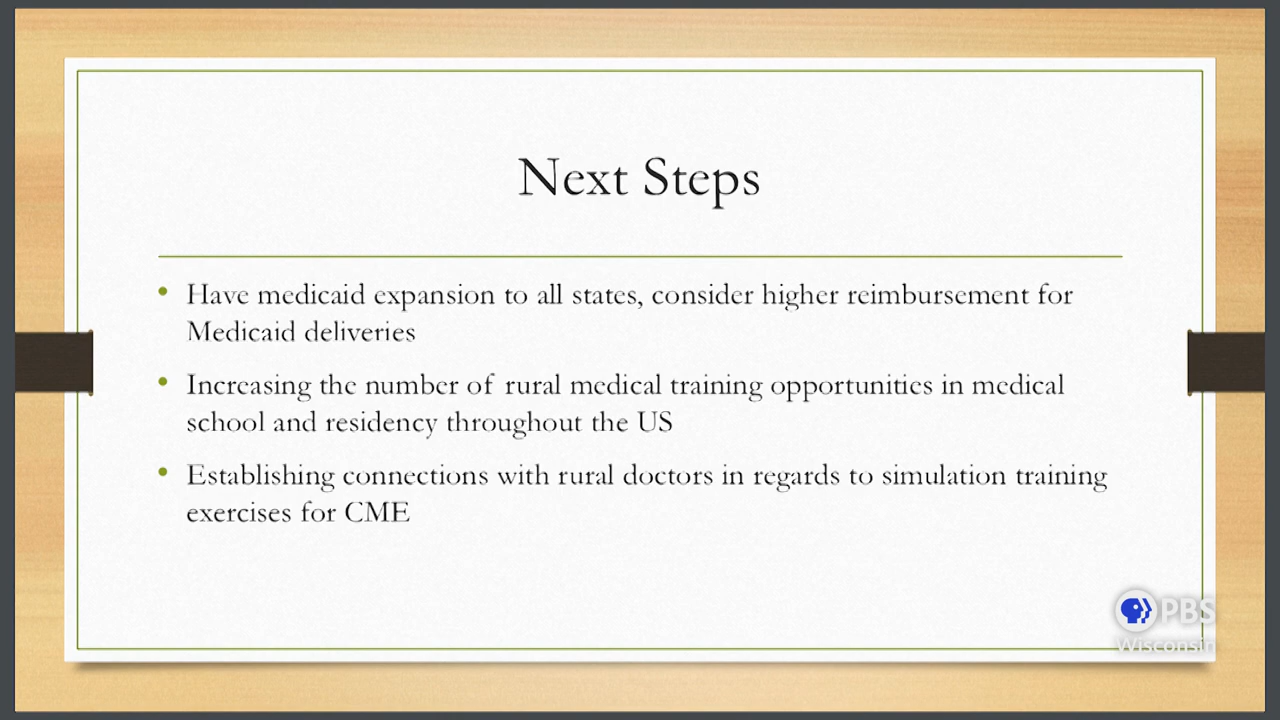 Next Steps
• Have medicaid expansion to all states, consider higher reimbursement for
Medicaid deliveries
• Increasing the number of rural medical training opportunities in medical
school and residency throughout the US
• Establishing connections with rural doctors in regards to simulation training
exercises for CME
PBS
Wisconsin